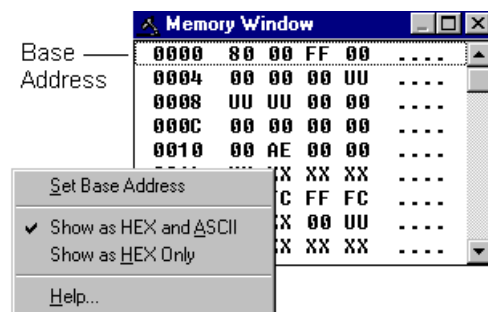 Memory Window
Base Address
0000 80 00 FF 00 ....
0004 00 00 00 UU ....
0008 UU UU 00 00 ....
000C 00 00 00 00 ....
0010 00 AE 00 00 ....
XX XX XX ....
FF FC ....
00 UU ....
XX XX ....
Set Base Address
Show as HEX and ASCII
Show as HEX Only
Help...